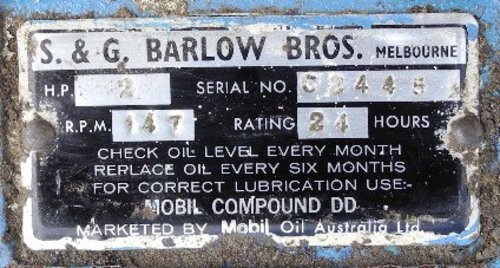 S. & G. BARLOW BROS. MELBOURNE
H.P. 2 SERIAL NO. C2448
R.P.M. 147 RATING 24 HOURS
CHECK OIL LEVEL EVERY MONTH
REPLACE OIL EVERY SIX MONTHS
FOR CORRECT LUBRICATION USE:-
MOBIL COMPOUND DD
MARKETED BY Mobil Oil Australia Ltd.